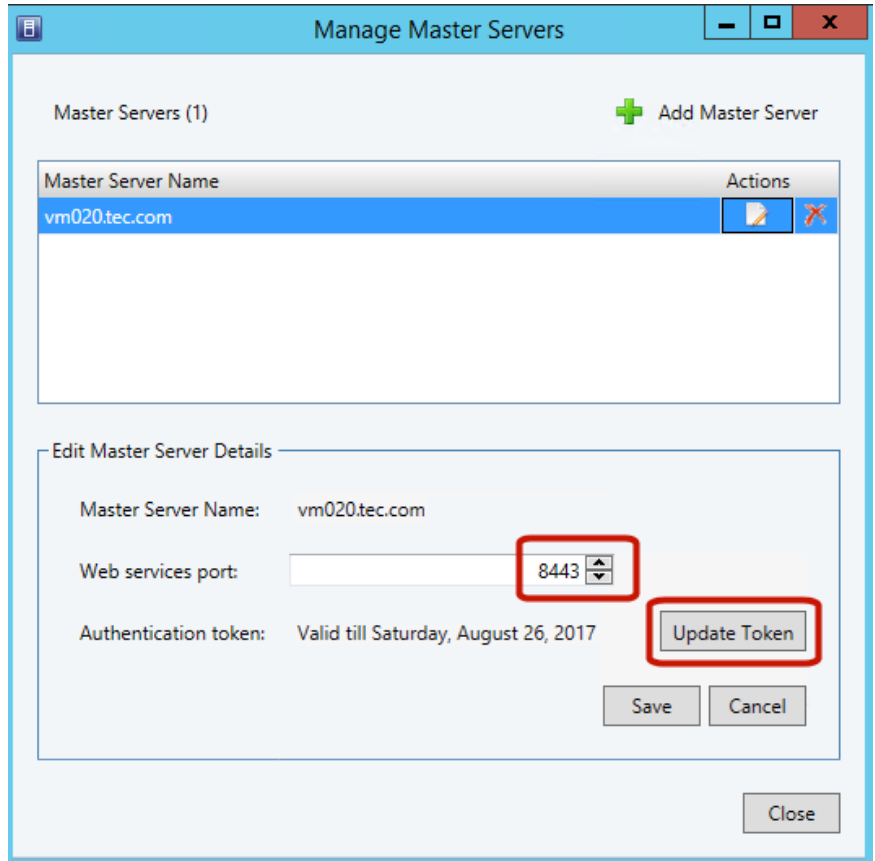 Manage Master Servers
Master Servers (1)
Add Master Server
Master Server Name Actions
vm020.tec.com
Edit Master Server Details
Master Server Name: vm020.tec.com
Web services port: 8443
Authentication token: Valid till Saturday, August 26, 2017 Update Token
Save Cancel
Close